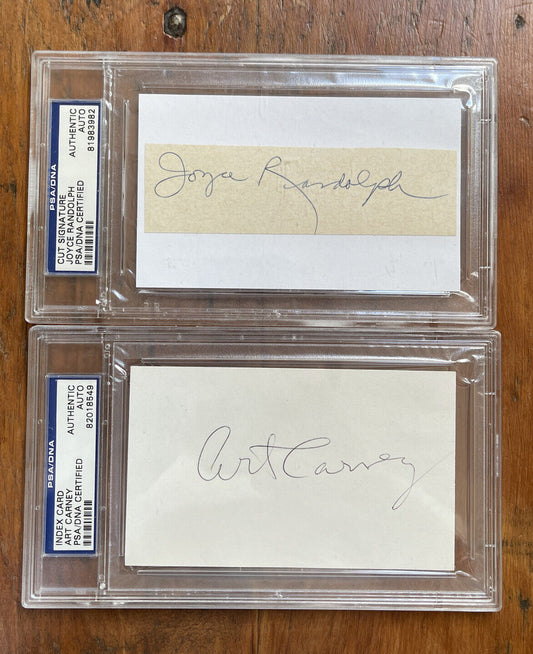 PSA/DNA
CUT SIGNATURE
JOYCE RANDOLPH
PSA/DNA CERTIFIED
AUTHENTIC
AUTO
81983982
Joyce Randolph
PSA/DNA
INDEX CARD
ART CARNEY
PSA/DNA CERTIFIED
AUTHENTIC
AUTO
82018549
Art Carney